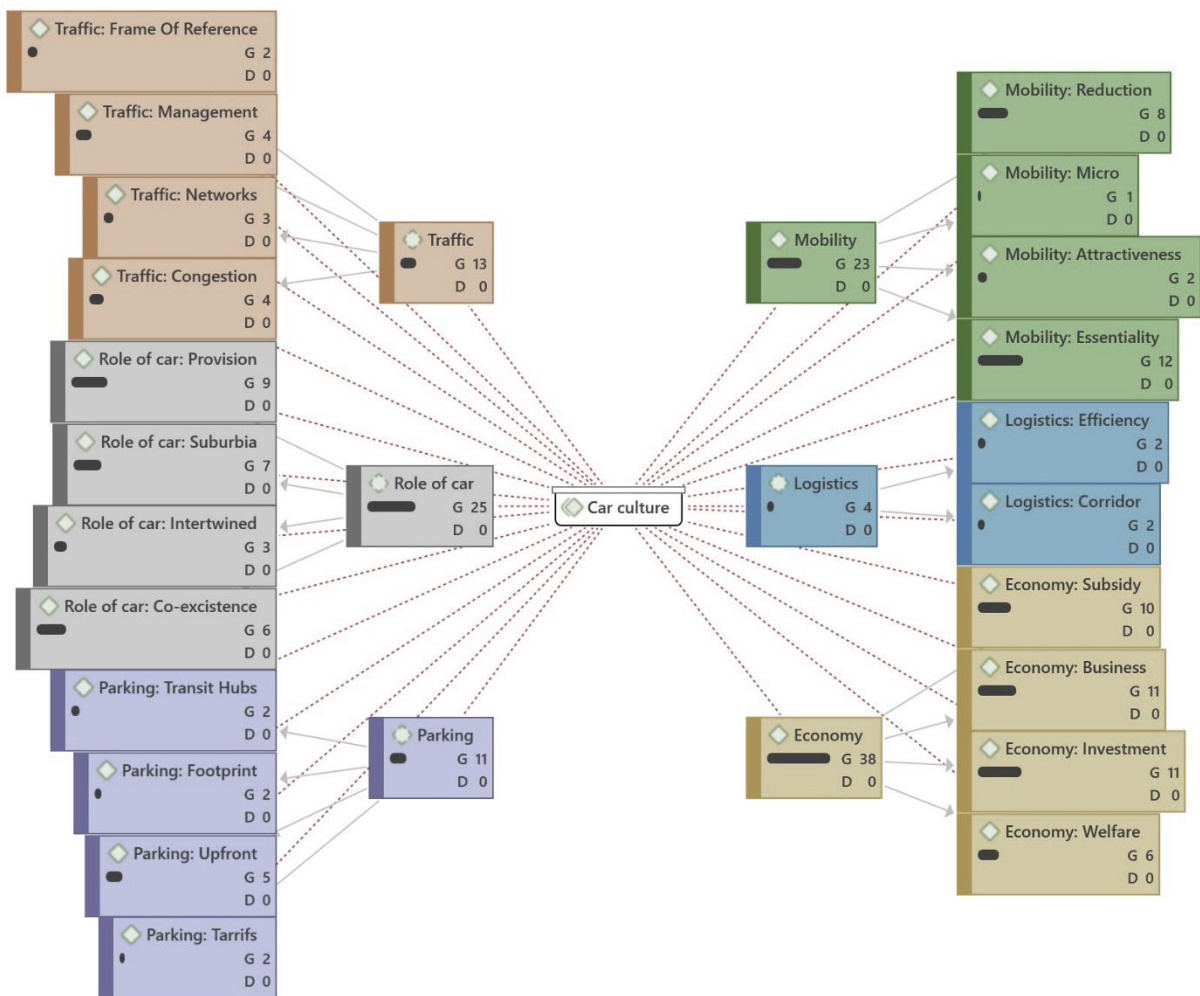 Traffic: Frame Of Reference
G 2
D 0
Traffic: Management
G 4
D 0
Traffic: Networks
G 3
D 0
Traffic: Congestion
G 4
D 0
Role of car: Provision
G 9
D 0
Role of car: Suburbia
G 7
D 0
Role of car: Intertwined
G 3
D 0
Role of car: Co-excistence
G 6
D 0
Parking: Transit Hubs
G 2
D 0
Parking: Footprint
G 2
D 0
Parking: Upfront
G 5
D 0
Parking: Tarrifs
G 2
D 0
Traffic
G 13
D 0
Role of car
G 25
D 0
Parking
G 11
D 0
Car culture
Mobility
G 23
D 0
Logistics
G 4
D 0
Economy
G 38
D 0
Mobility: Reduction
G 8
D 0
Mobility: Micro
G 1
D 0
Mobility: Attractiveness
G 2
D 0
Mobility: Essentiality
G 12
D 0
Logistics: Efficiency
G 2
D 0
Logistics: Corridor
G 2
D 0
Economy: Subsidy
G 10
D 0
Economy: Business
G 11
D 0
Economy: Investment
G 11
D 0
Economy: Welfare
G 6
D 0